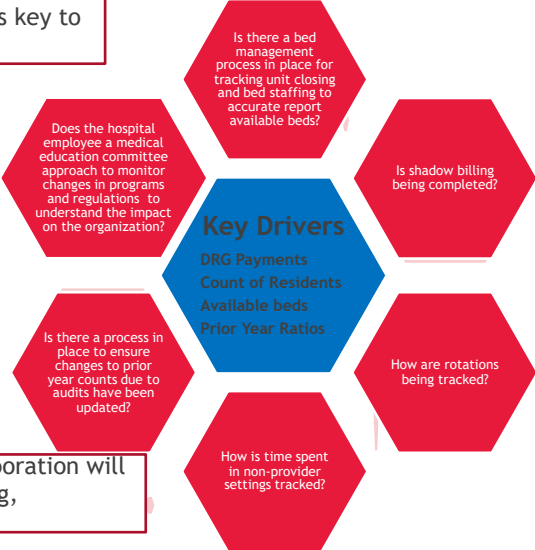 s key to
Is there a bed
management
process in place for
tracking unit closing
and bed staffing to
accurate report
available beds?
Does the hospital
employee a medical
education committee
approach to monitor
changes in programs
and regulations to
understand the impact
on the organization?
Is shadow billing
being completed?
Key Drivers
DRG Payments
Count of Residents
Available beds
Prior Year Ratios
Is there a process in
place to ensure
changes to prior
year counts due to
audits have been
updated?
How are rotations
being tracked?
How is time spent
in non-provider
settings tracked?
oration will
g,